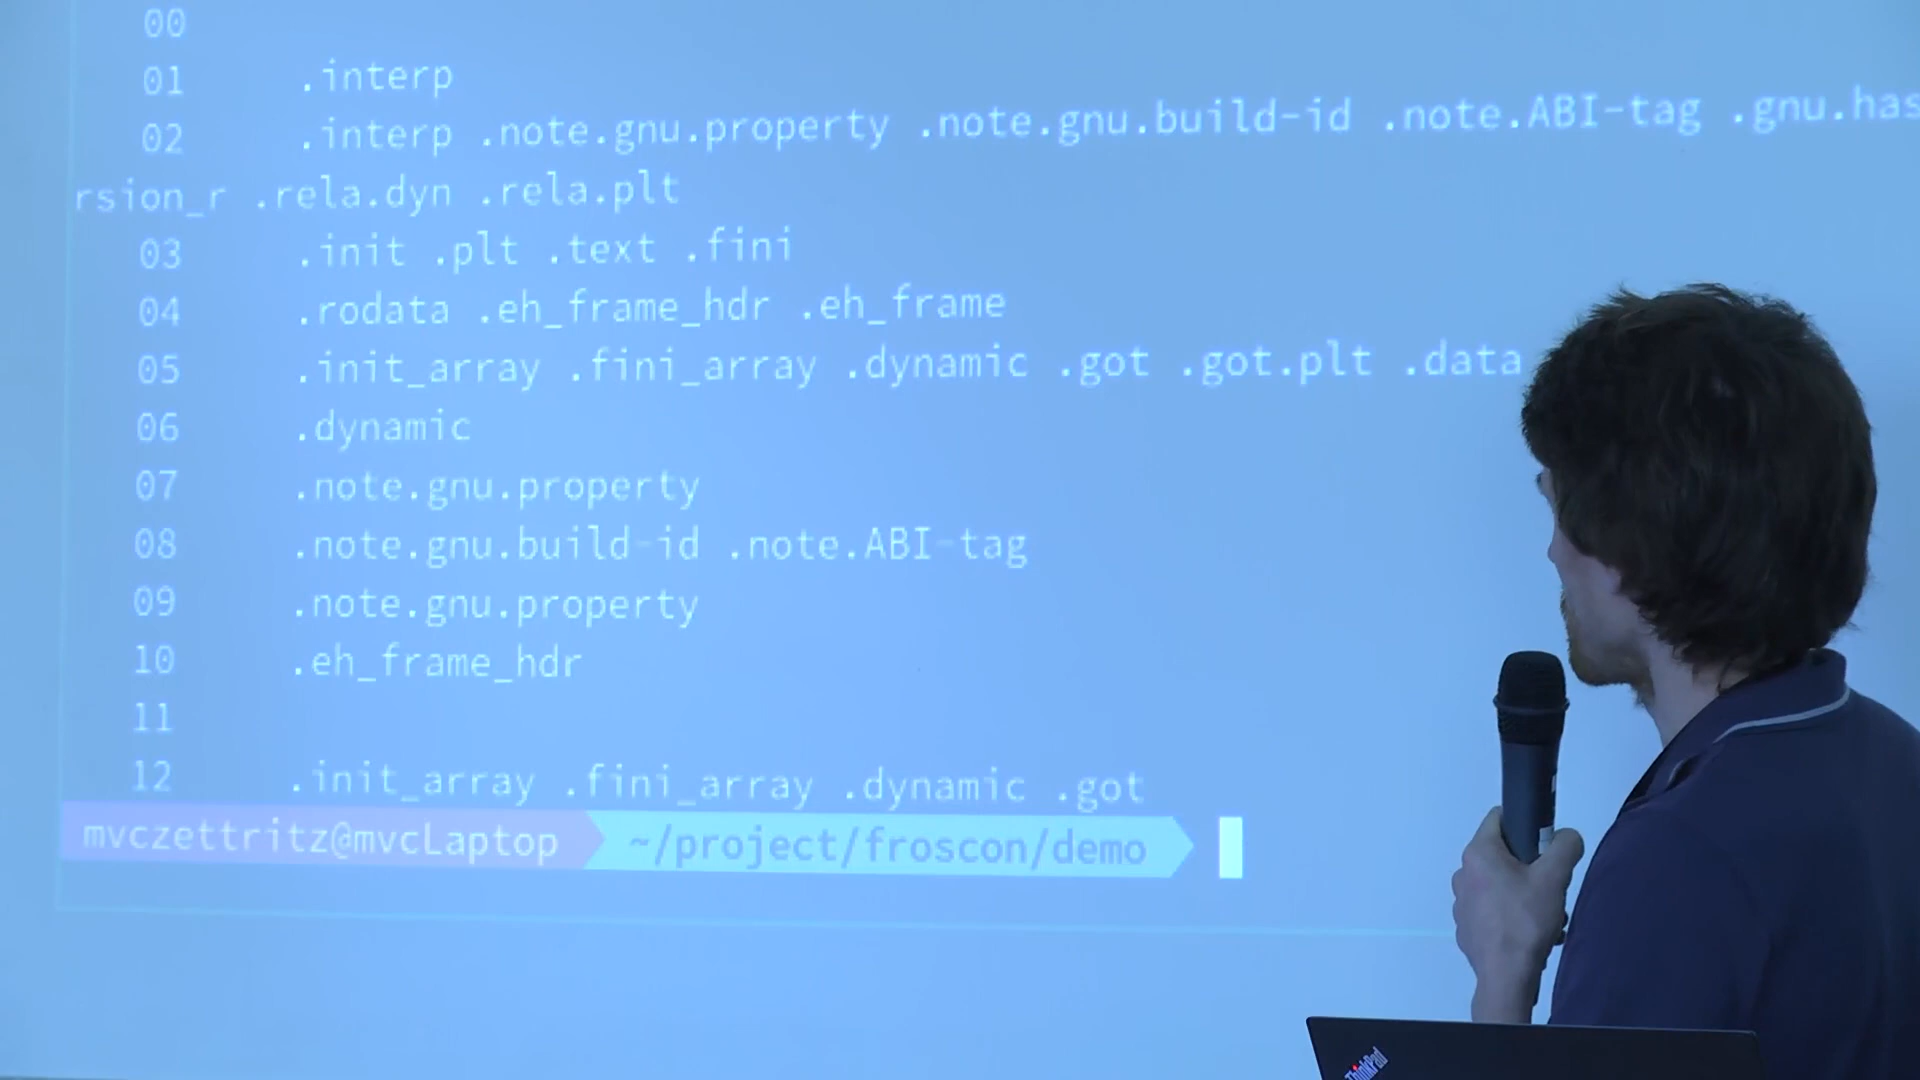 00
01 .interp
02 .interp .note.gnu.property .note.gnu.build-id .note.ABI-tag .gnu.has
rsion_r .rela.dyn .rela.plt
03 .init .plt .text .fini
04 .rodata .eh_frame_hdr .eh_frame
05 .init_array .fini_array .dynamic .got .got.plt .data
06 .dynamic
07 .note.gnu.property
08 .note.gnu.build-id .note.ABI-tag
09 .note.gnu.property
10 .eh_frame_hdr
11
12 .init_array .fini_array .dynamic .got
mvczettritz@mvcLaptop ~/project/froscon/demo
ThinkPad